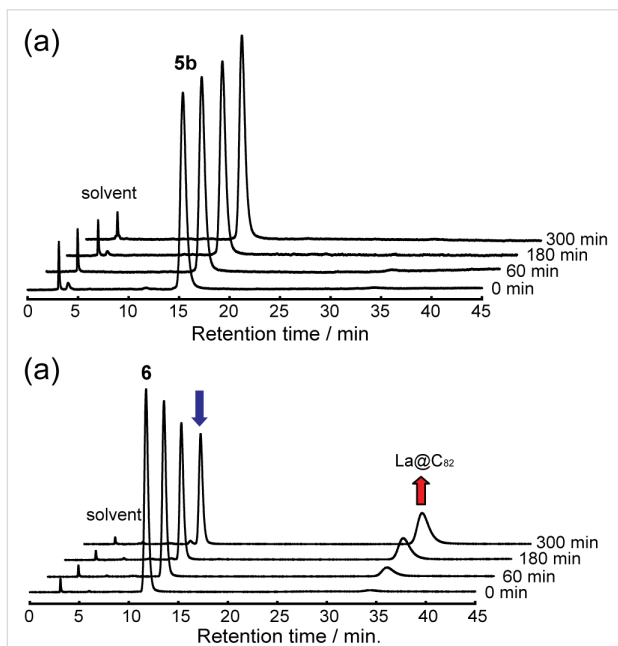 (a)
5b
solvent
300 min
180 min
60 min
0 min
0 5 10 15 20 25 30 35 40 45
Retention time / min
(a)
6
La@C₈₂
solvent
300 min
180 min
60 min
0 min
0 5 10 15 20 25 30 35 40 45
Retention time / min.